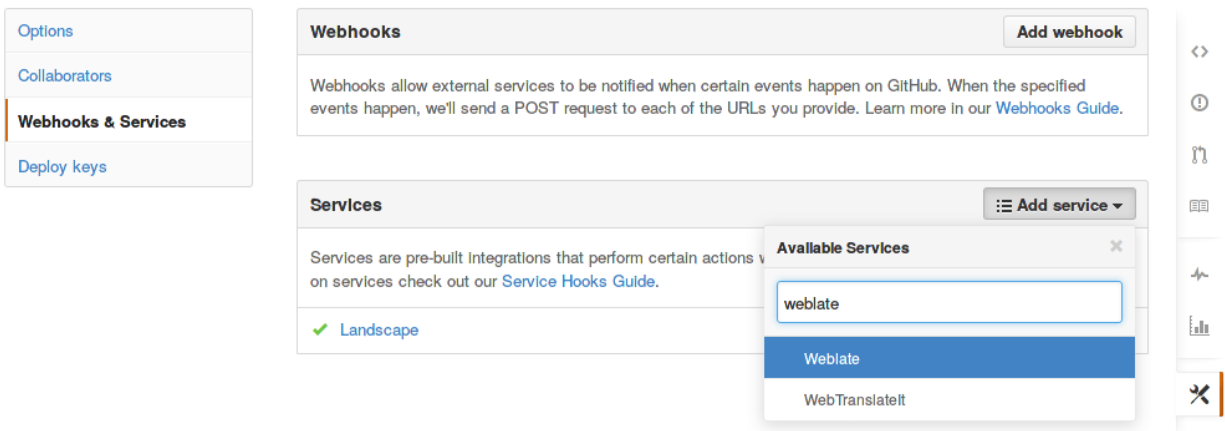 Options
Collaborators
Webhooks & Services
Deploy keys
Webhooks
Add webhook
Webhooks allow external services to be notified when certain events happen on GitHub. When the specified
events happen, we'll send a POST request to each of the URLs you provide. Learn more in our Webhooks Guide.
Services
Add service
Services are pre-built integrations that perform certain actions
on services check out our Service Hooks Guide.
Landscape
Available Services
weblate
Weblate
WebTranslateIt